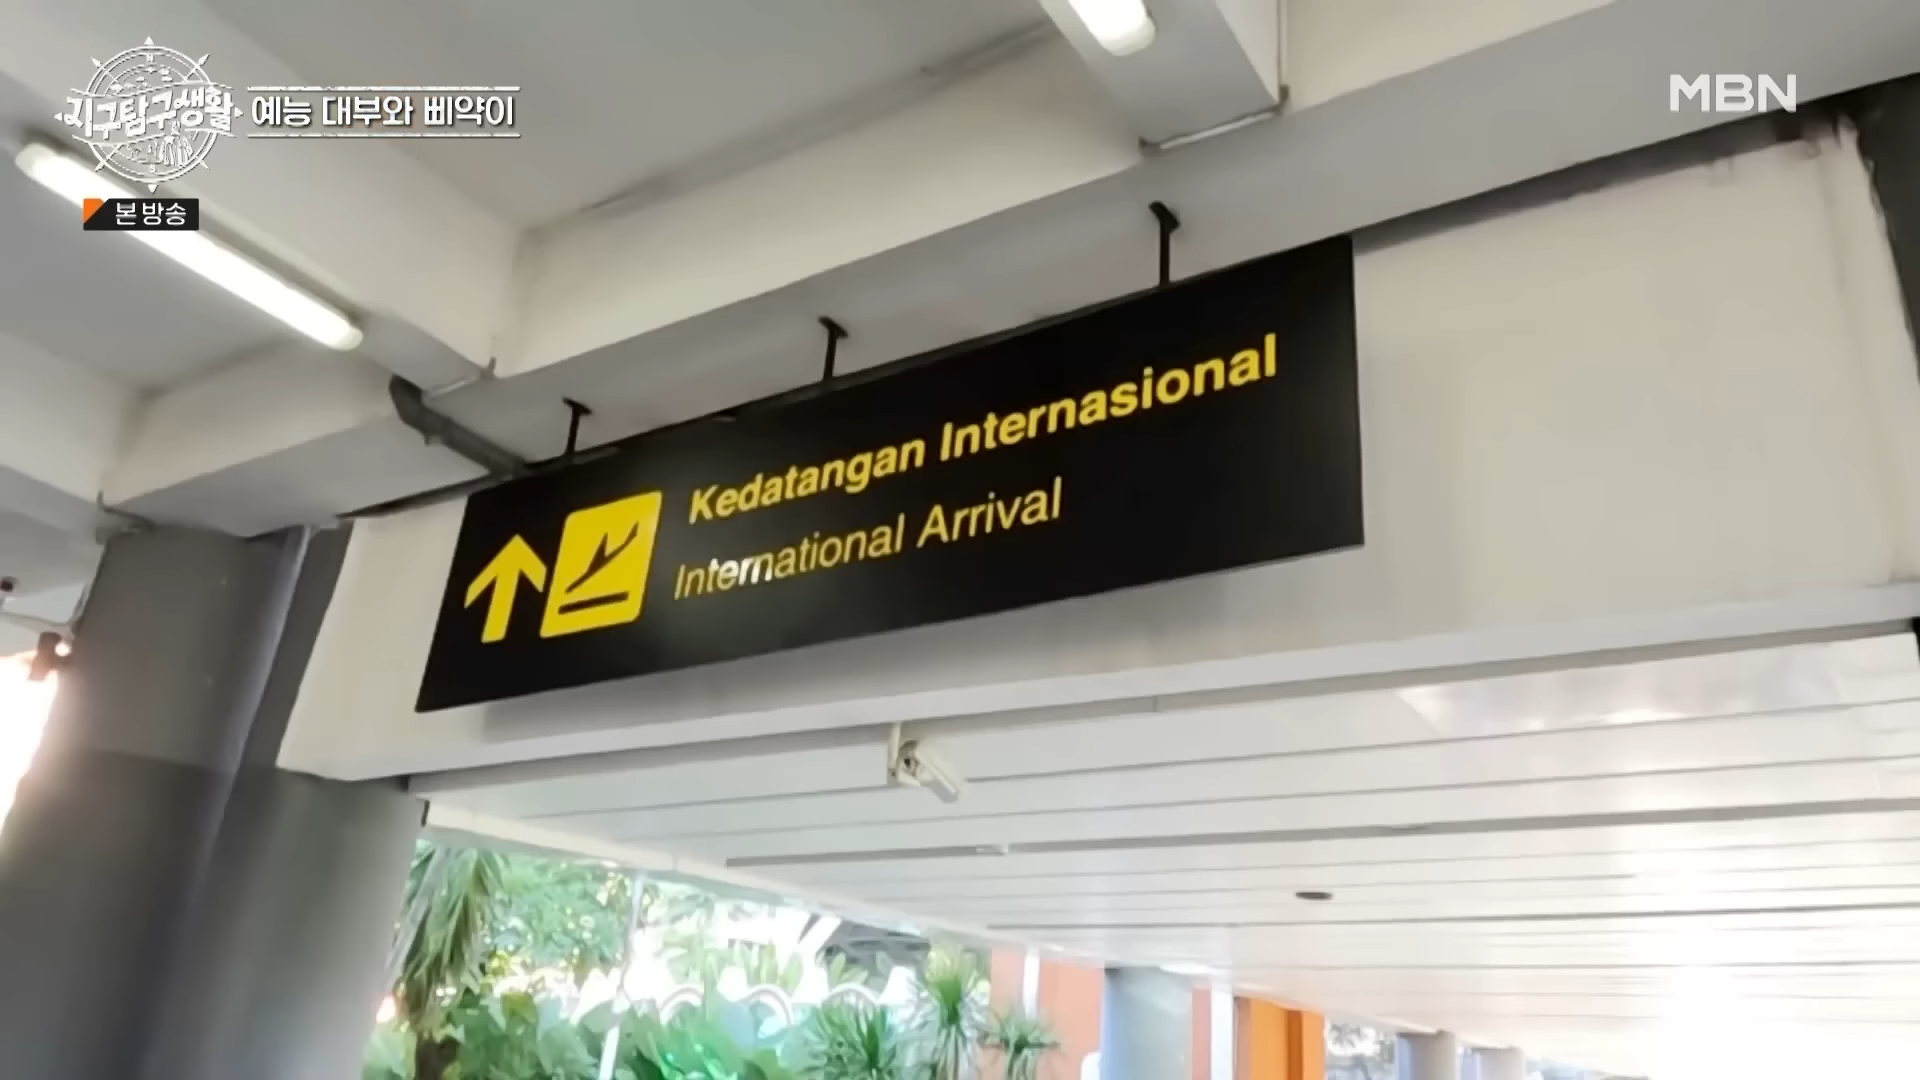 지구탐구생활
예능 대부와 삐약이
본방송
MBN
Kedatangan Internasional
International Arrival